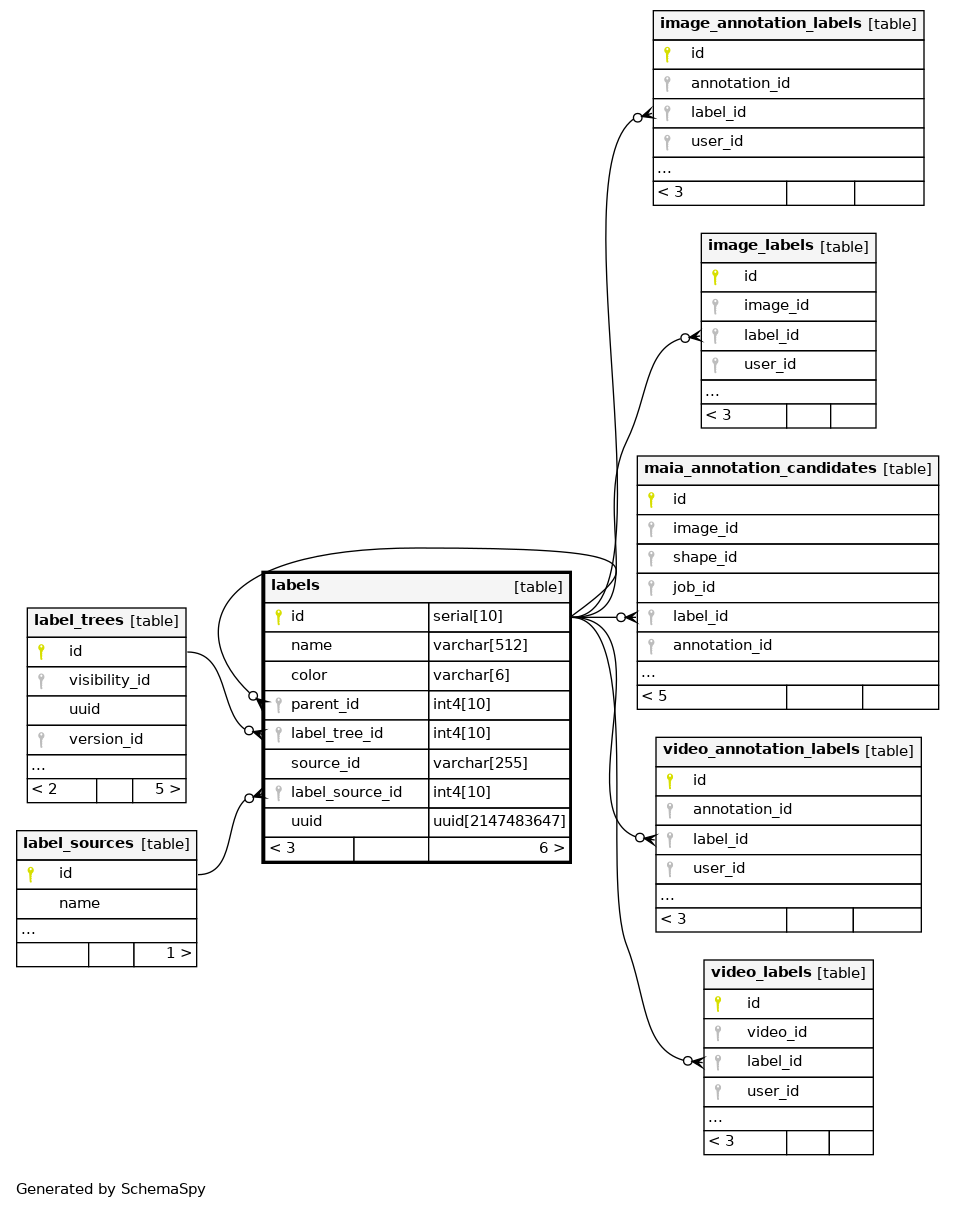 image_annotation_labels [table]
id
annotation_id
label_id
user_id
...
< 3
image_labels [table]
id
image_id
label_id
user_id
...
< 3
maia_annotation_candidates [table]
id
image_id
shape_id
job_id
label_id
annotation_id
...
< 5
labels [table]
id serial[10]
name varchar[512]
color varchar[6]
parent_id int4[10]
label_tree_id int4[10]
source_id varchar[255]
label_source_id int4[10]
uuid uuid[2147483647]
< 3 6 >
label_trees [table]
id
visibility_id
uuid
version_id
...
< 2 5 >
label_sources [table]
id
name
...
1 >
video_annotation_labels [table]
id
annotation_id
label_id
user_id
...
< 3
video_labels [table]
id
video_id
label_id
user_id
...
< 3
Generated by SchemaSpy